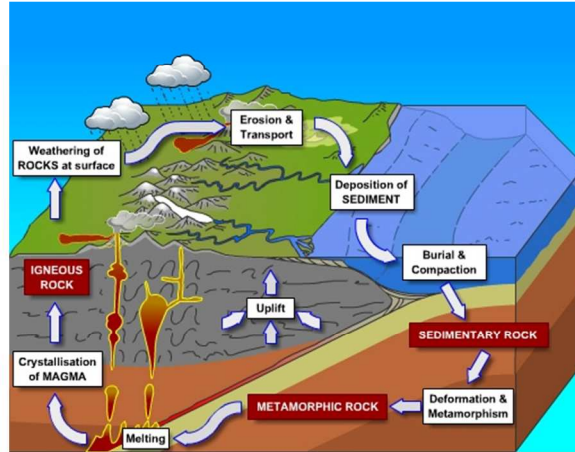 Weathering of
ROCKS at surface
Erosion &
Transport
Deposition of
SEDIMENT
Burial &
Compaction
SEDIMENTARY ROCK
Deformation &
Metamorphism
METAMORPHIC ROCK
Melting
Crystallisation
of MAGMA
IGNEOUS
ROCK
Uplift